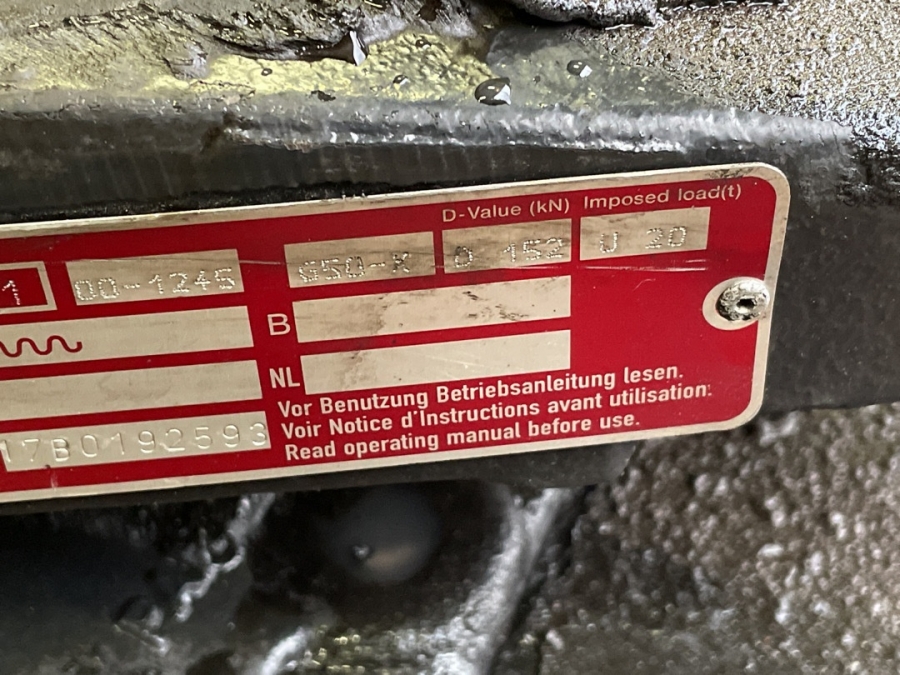 D-Value (kN) Imposed load(t)
1 00-1245 G50-X D 152 U 20
B
NL
Vor Benutzung Betriebsanleitung lesen.
Voir Notice d'Instructions avant utilisation.
Read operating manual before use.
17B0192593